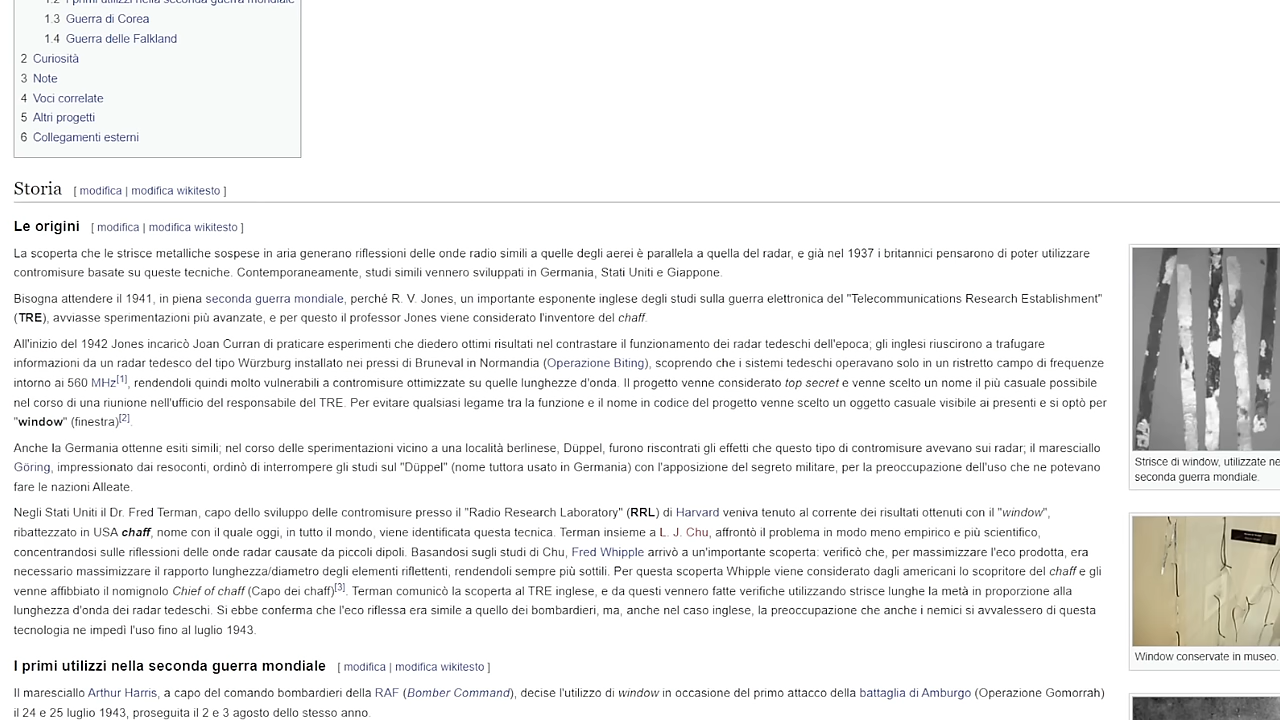 1.2 I primi utilizzi nella seconda guerra mondiale
1.3 Guerra di Corea
1.4 Guerra delle Falkland
2 Curiosità
3 Note
4 Voci correlate
5 Altri progetti
6 Collegamenti esterni
Storia [ modifica | modifica wikitesto ]
Le origini [ modifica | modifica wikitesto ]
La scoperta che le strisce metalliche sospese in aria generano riflessioni delle onde radio simili a quelle degli aerei è parallela a quella del radar, e già nel 1937 i britannici pensarono di poter utilizzare
contromisure basate su queste tecniche. Contemporaneamente, studi simili vennero sviluppati in Germania, Stati Uniti e Giappone.
Bisogna attendere il 1941, in piena seconda guerra mondiale, perché R. V. Jones, un importante esponente inglese degli studi sulla guerra elettronica del "Telecommunications Research Establishment"
(TRE), avviasse sperimentazioni più avanzate, e per questo il professor Jones viene considerato l'inventore del chaff.
All'inizio del 1942 Jones incaricò Joan Curran di praticare esperimenti che diedero ottimi risultati nel contrastare il funzionamento dei radar tedeschi dell'epoca; gli inglesi riuscirono a trafugare
informazioni da un radar tedesco del tipo Würzburg installato nei pressi di Bruneval in Normandia (Operazione Biting), scoprendo che i sistemi tedeschi operavano solo in un ristretto campo di frequenze
intorno ai 560 MHz[1], rendendoli quindi molto vulnerabili a contromisure ottimizzate su quelle lunghezze d'onda. Il progetto venne considerato top secret e venne scelto un nome il più casuale possibile
nel corso di una riunione nell'ufficio del responsabile del TRE. Per evitare qualsiasi legame tra la funzione e il nome in codice del progetto venne scelto un oggetto casuale visibile ai presenti e si optò per
"window" (finestra)[2].
Anche la Germania ottenne esiti simili; nel corso delle sperimentazioni vicino a una località berlinese, Düppel, furono riscontrati gli effetti che questo tipo di contromisure avevano sui radar; il maresciallo
Göring, impressionato dai resoconti, ordinò di interrompere gli studi sul "Düppel" (nome tuttora usato in Germania) con l'apposizione del segreto militare, per la preoccupazione dell'uso che ne potevano
fare le nazioni Alleate.
Negli Stati Uniti il Dr. Fred Terman, capo dello sviluppo delle contromisure presso il "Radio Research Laboratory" (RRL) di Harvard veniva tenuto al corrente dei risultati ottenuti con il "window",
ribattezzato in USA chaff, nome con il quale oggi, in tutto il mondo, viene identificata questa tecnica. Terman insieme a L. J. Chu, affrontò il problema in modo meno empirico e più scientifico,
concentrandosi sulle riflessioni delle onde radar causate da piccoli dipoli. Basandosi sugli studi di Chu, Fred Whipple arrivò a un'importante scoperta: verificò che, per massimizzare l'eco prodotta, era
necessario massimizzare il rapporto lunghezza/diametro degli elementi riflettenti, rendendoli sempre più sottili. Per questa scoperta Whipple viene considerato dagli americani lo scopritore del chaff e gli
venne affibbiato il nomignolo Chief of chaff (Capo dei chaff)[3]. Terman comunicò la scoperta al TRE inglese, e da questi vennero fatte verifiche utilizzando strisce lunghe la metà in proporzione alla
lunghezza d'onda dei radar tedeschi. Si ebbe conferma che l'eco riflessa era simile a quello dei bombardieri, ma, anche nel caso inglese, la preoccupazione che anche i nemici si avvalessero di questa
tecnologia ne impedì l'uso fino al luglio 1943.
I primi utilizzi nella seconda guerra mondiale [ modifica | modifica wikitesto ]
Il maresciallo Arthur Harris, a capo del comando bombardieri della RAF (Bomber Command), decise l'utilizzo di window in occasione del primo attacco della battaglia di Amburgo (Operazione Gomorrah)
il 24 e 25 luglio 1943, proseguita il 2 e 3 agosto dello stesso anno.
Strisce di window, utilizzate ne
seconda guerra mondiale.
Window conservate in museo.